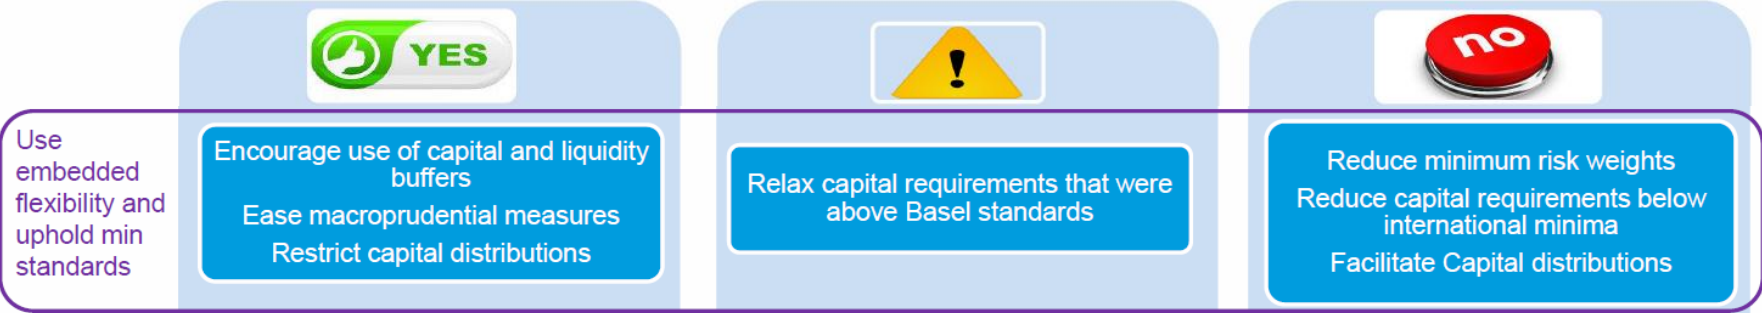 YES
!
no
Use
embedded
flexibility and
uphold min
standards
Encourage use of capital and liquidity
buffers
Ease macroprudential measures
Restrict capital distributions
Relax capital requirements that were
above Basel standards
Reduce minimum risk weights
Reduce capital requirements below
international minima
Facilitate Capital distributions